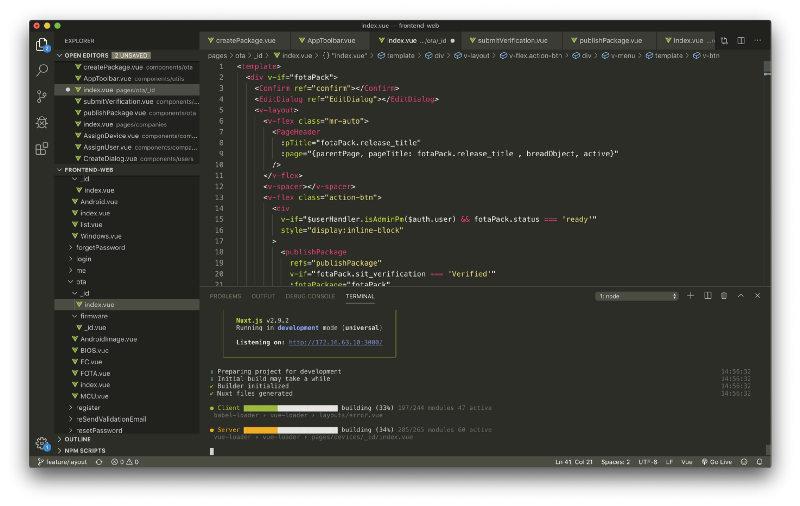 index.vue — frontend-web
EXPLORER
createPackage.vue
AppToolbar.vue
index.vue .../ota/_id
submitVerification.vue
publishPackage.vue
index.vue
OPEN EDITORS 2 UNSAVED
pages > ota > _id > index.vue > {} "index.vue" > template > div > v-layout > v-flex.action-btn > div > v-menu > template > v-btn
createPackage.vue components/ota
AppToolbar.vue components/utils
index.vue pages/ota/_id
submitVerification.vue components/...
publishPackage.vue components/ota
index.vue pages/companies
AssignDevice.vue components/com...
AssignUser.vue components/compa...
CreateDialog.vue components/users
FRONTEND-WEB
_id
index.vue
Android.vue
index.vue
list.vue
Windows.vue
forgetPassword
login
me
ota
_id
index.vue
firmware
_id.vue
AndroidImage.vue
BIOS.vue
EC.vue
FOTA.vue
index.vue
MCU.vue
register
reSendValidationEmail
resetPassword
OUTLINE
NPM SCRIPTS
1 <template>
2 <div v-if="fotaPack">
3 <Confirm ref="confirm"></Confirm>
4 <EditDialog ref="EditDialog"></EditDialog>
5 <v-layout>
6 <v-flex class="mr-auto">
7 <PageHeader
8 :pTitle="fotaPack.release_title"
9 :page="{parentPage, pageTitle: fotaPack.release_title , breadObject, active}"
10 />
11 </v-flex>
12 <v-spacer></v-spacer>
13 <v-flex class="action-btn">
14 <div
15 v-if="$userHandler.isAdminPm($auth.user) && fotaPack.status === 'ready'"
16 style="display:inline-block"
17 >
18 <publishPackage
19 refs="publishPackage"
20 v-if="fotaPack.sit_verification === 'Verified'"
21 :fotaPackage="fotaPack"
PROBLEMS OUTPUT DEBUG CONSOLE TERMINAL
1: node
Nuxt.js v2.9.2
Running in development mode (universal)
Listening on: http://172.16.63.10:3000/
Preparing project for development 14:56:32
Initial build may take a while 14:56:32
✔ Builder initialized 14:56:32
✔ Nuxt files generated 14:56:32
● Client building (33%) 197/244 modules 47 active
babel-loader › vue-loader › layouts/error.vue
● Server building (34%) 205/265 modules 60 active
vue-loader › vue-loader › pages/devices/_id/index.vue
feature/layout
0 0
Ln 41 Col 21 Spaces: 2 UTF-8 LF Vue Go Live